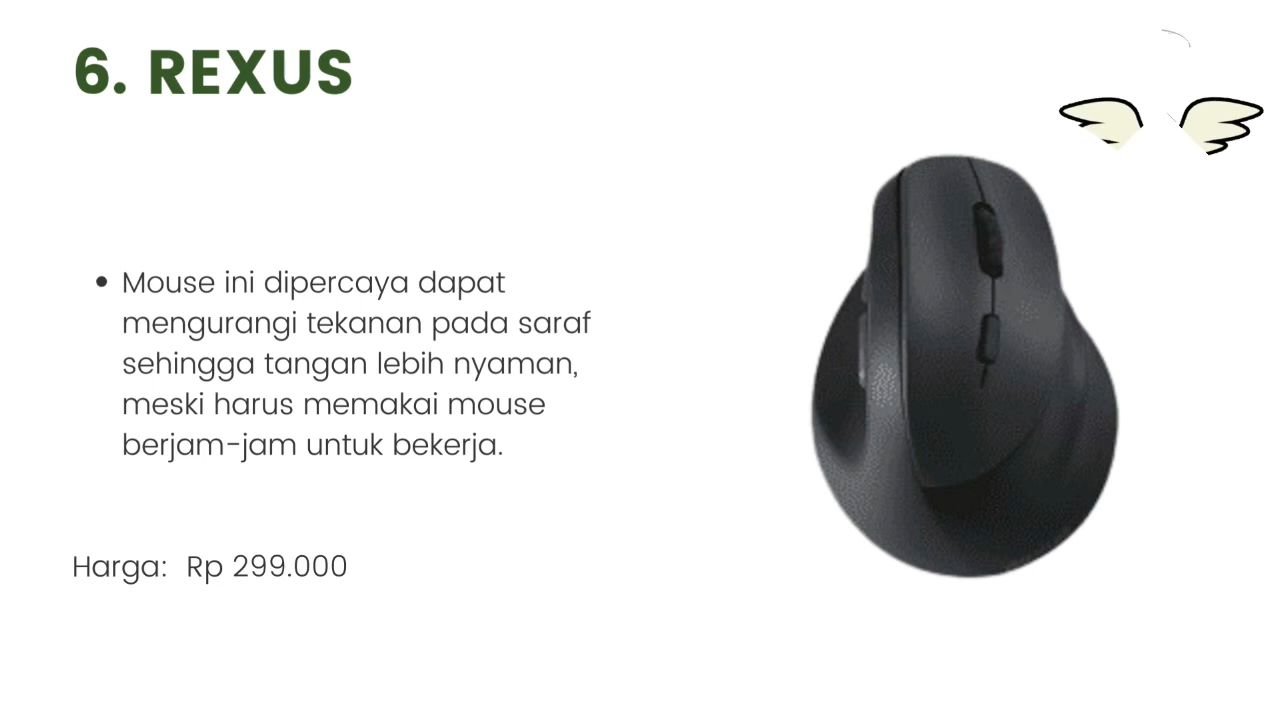 6. REXUS
• Mouse ini dipercaya dapat
mengurangi tekanan pada saraf
sehingga tangan lebih nyaman,
meski harus memakai mouse
berjam-jam untuk bekerja.
Harga: Rp 299.000